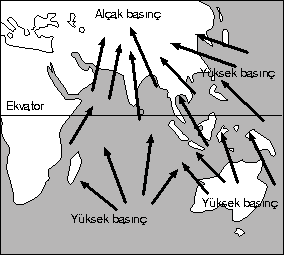 Alçak basınç
Yüksek basınç
Ekvator
Yüksek basınç
Yüksek basınç